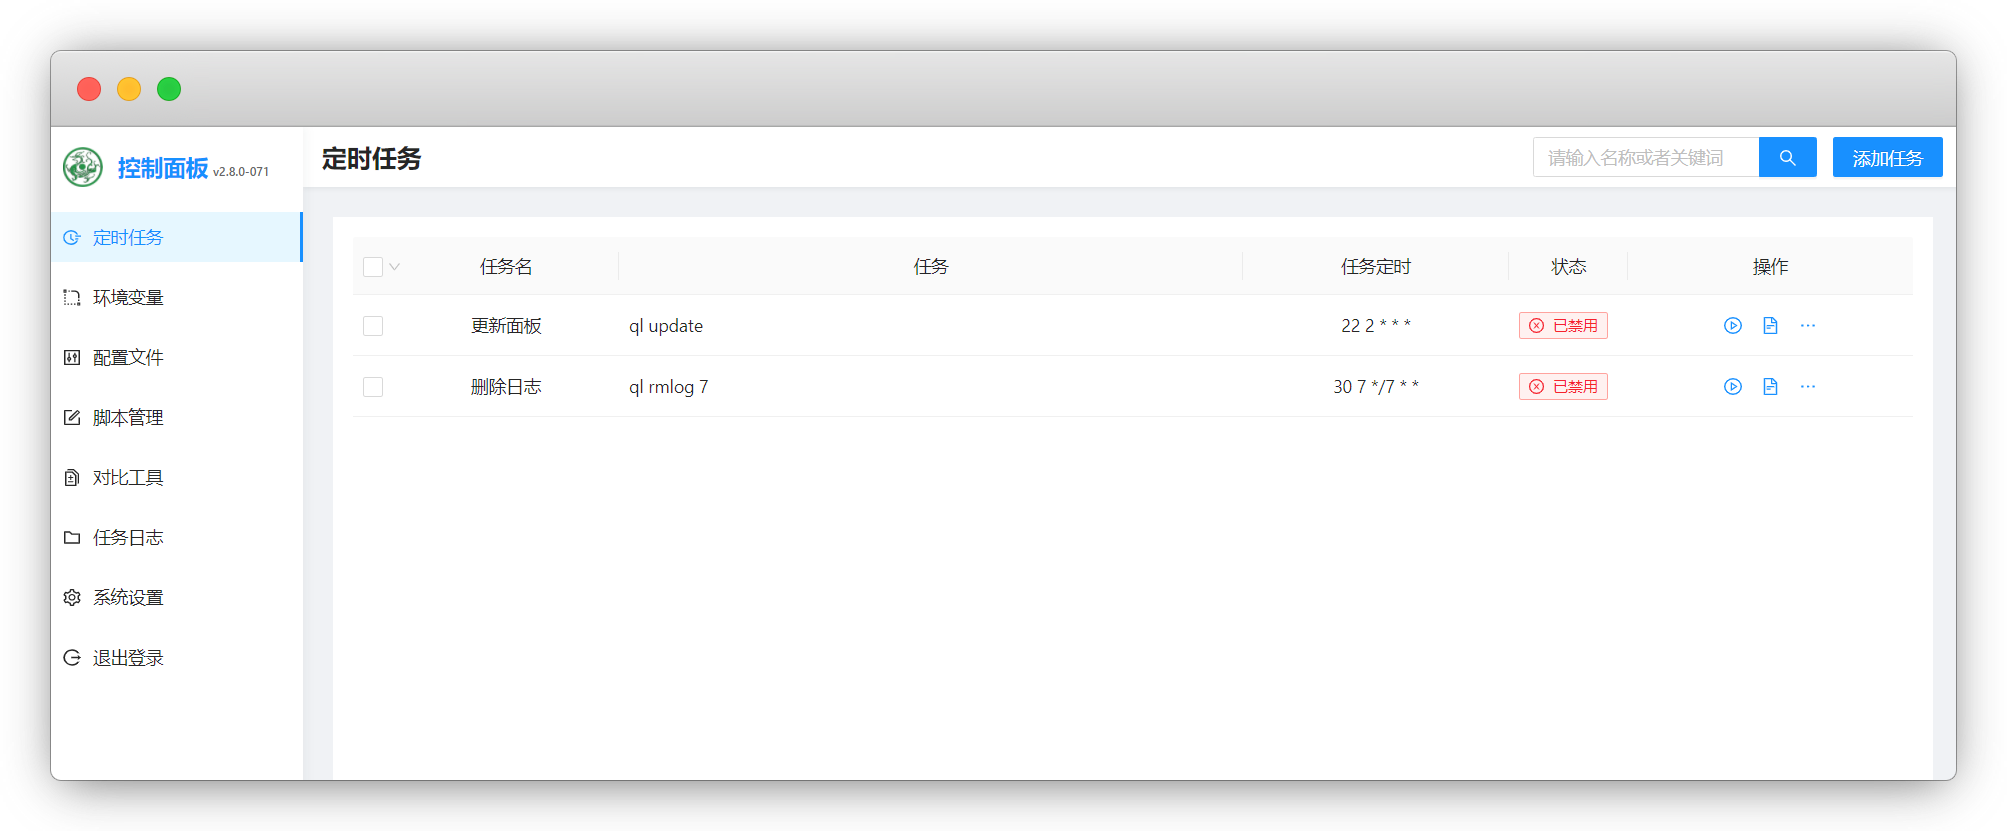 控制面板 v2.8.0-071
定时任务
环境变量
配置文件
脚本管理
对比工具
任务日志
系统设置
退出登录
定时任务
请输入名称或者关键词
添加任务
任务名 任务 任务定时 状态 操作
更新面板 ql update 22 2 * * * 已禁用
删除日志 ql rmlog 7 30 7 */7 * * 已禁用